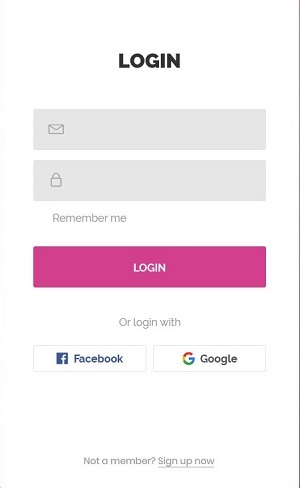 LOGIN
Remember me
LOGIN
Or login with
Facebook
Google
Not a member? Sign up now